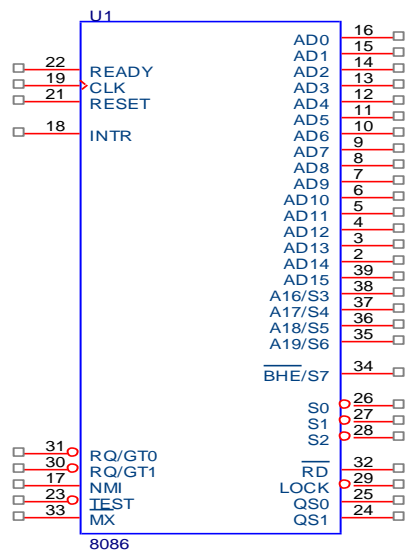 U1
22 READY
19 CLK
21 RESET
18 INTR
31 RQ/GT0
30 RQ/GT1
17 NMI
23 TEST
33 MX
AD0 16
AD1 15
AD2 14
AD3 13
AD4 12
AD5 11
AD6 10
AD7 9
AD8 8
AD9 7
AD10 6
AD11 5
AD12 4
AD13 3
AD14 2
AD15 39
A16/S3 38
A17/S4 37
A18/S5 36
A19/S6 35
BHE/S7 34
S0 26
S1 27
S2 28
RD 32
LOCK 29
QS0 25
QS1 24
8086